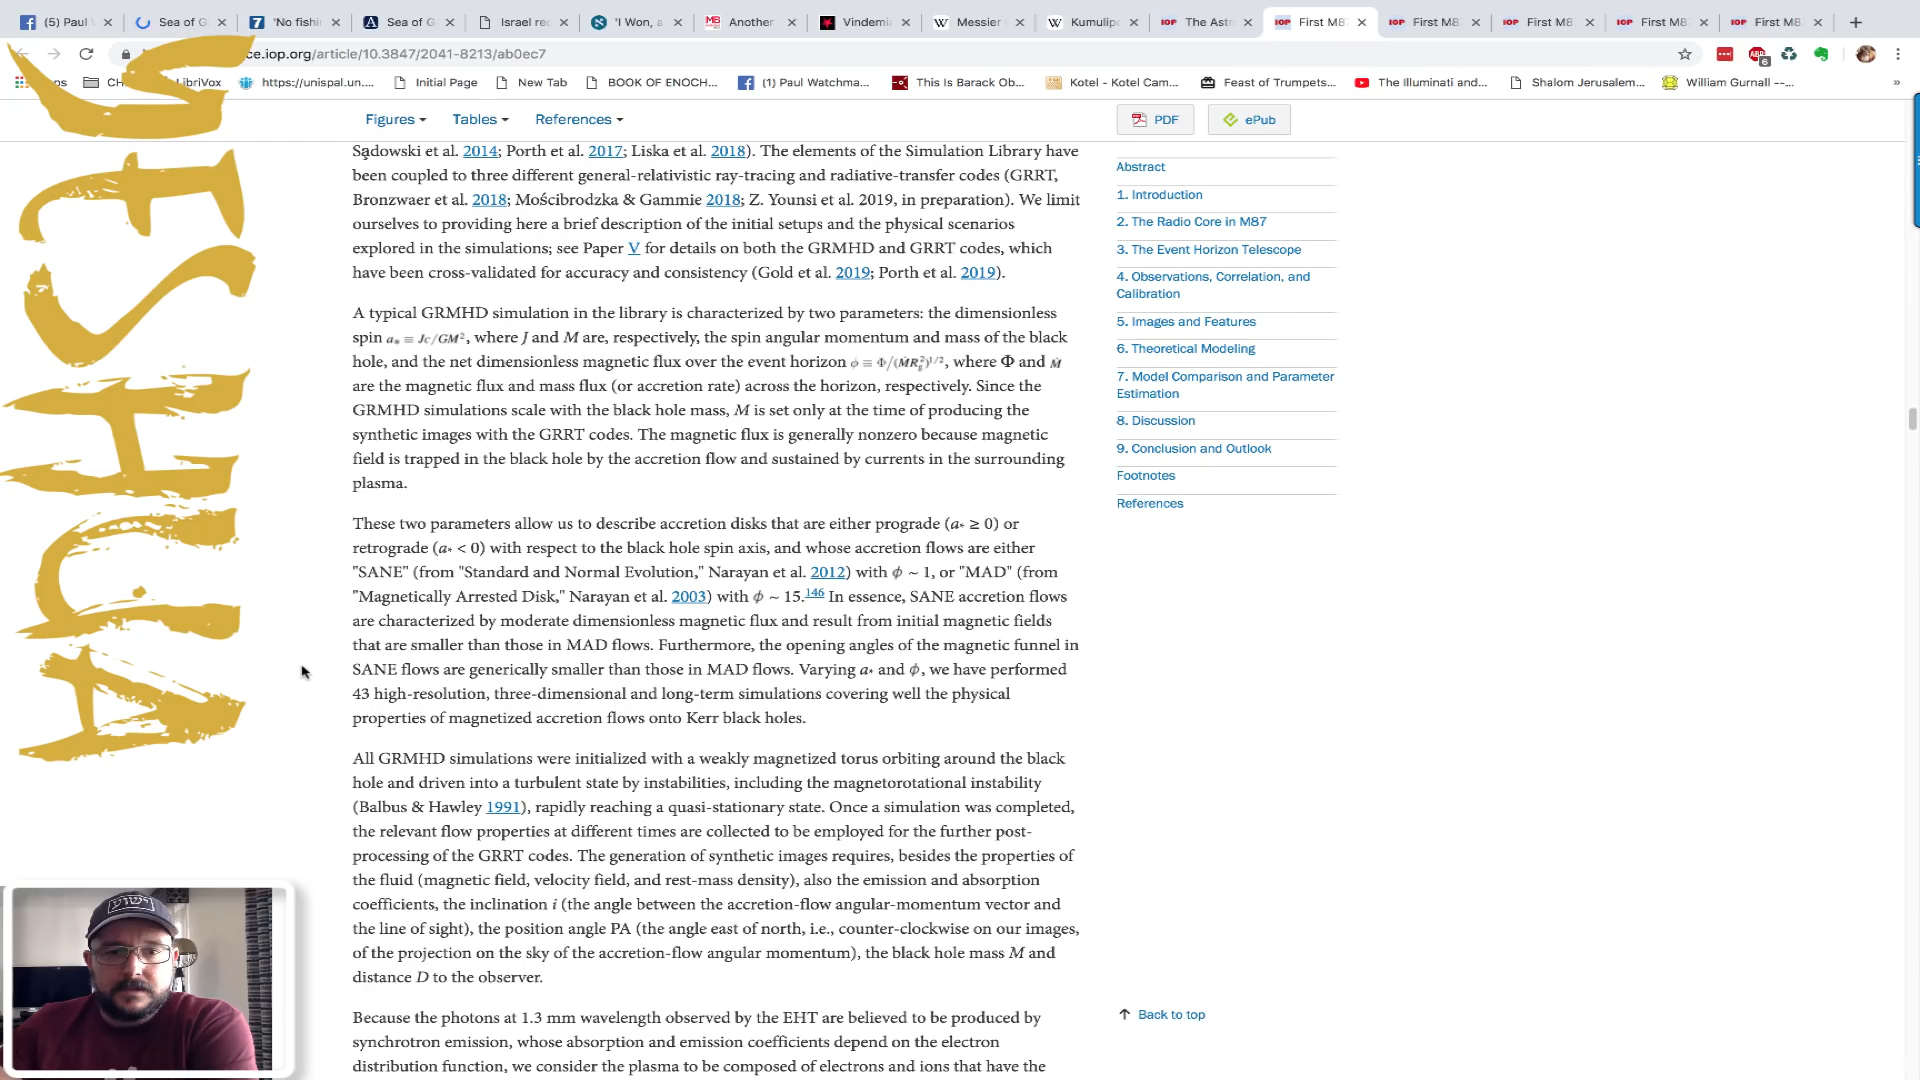 (5) Paul V
Sea of G
'No fishi
Sea of G
Israel rec
'I Won, a
Another
Vindemia
Messier
Kumulipo
The Astr
First M8
First M8
First M8
First M8
First M8
ce.iop.org/article/10.3847/2041-8213/ab0ec7
LibriVox
https://unispal.un....
Initial Page
New Tab
BOOK OF ENOCH...
(1) Paul Watchma...
This Is Barack Ob...
Kotel - Kotel Cam...
Feast of Trumpets...
The Illuminati and...
Shalom Jerusalem...
William Gurnall --...
YESHUA
Figures
Tables
References
PDF
ePub
Sądowski et al. 2014; Porth et al. 2017; Liska et al. 2018). The elements of the Simulation Library have
been coupled to three different general-relativistic ray-tracing and radiative-transfer codes (GRRT,
Bronzwaer et al. 2018; Mościbrodzka & Gammie 2018; Z. Younsi et al. 2019, in preparation). We limit
ourselves to providing here a brief description of the initial setups and the physical scenarios
explored in the simulations; see Paper V for details on both the GRMHD and GRRT codes, which
have been cross-validated for accuracy and consistency (Gold et al. 2019; Porth et al. 2019).
A typical GRMHD simulation in the library is characterized by two parameters: the dimensionless
spin a* ≡ Jc/GM², where J and M are, respectively, the spin angular momentum and mass of the black
hole, and the net dimensionless magnetic flux over the event horizon ϕ ≡ Φ/(ṀR_g²)^1/2, where Φ and Ṁ
are the magnetic flux and mass flux (or accretion rate) across the horizon, respectively. Since the
GRMHD simulations scale with the black hole mass, M is set only at the time of producing the
synthetic images with the GRRT codes. The magnetic flux is generally nonzero because magnetic
field is trapped in the black hole by the accretion flow and sustained by currents in the surrounding
plasma.
These two parameters allow us to describe accretion disks that are either prograde (a* ≥ 0) or
retrograde (a* < 0) with respect to the black hole spin axis, and whose accretion flows are either
"SANE" (from "Standard and Normal Evolution," Narayan et al. 2012) with ϕ ~ 1, or "MAD" (from
"Magnetically Arrested Disk," Narayan et al. 2003) with ϕ ~ 15.146 In essence, SANE accretion flows
are characterized by moderate dimensionless magnetic flux and result from initial magnetic fields
that are smaller than those in MAD flows. Furthermore, the opening angles of the magnetic funnel in
SANE flows are generically smaller than those in MAD flows. Varying a* and ϕ, we have performed
43 high-resolution, three-dimensional and long-term simulations covering well the physical
properties of magnetized accretion flows onto Kerr black holes.
All GRMHD simulations were initialized with a weakly magnetized torus orbiting around the black
hole and driven into a turbulent state by instabilities, including the magnetorotational instability
(Balbus & Hawley 1991), rapidly reaching a quasi-stationary state. Once a simulation was completed,
the relevant flow properties at different times are collected to be employed for the further post-
processing of the GRRT codes. The generation of synthetic images requires, besides the properties of
the fluid (magnetic field, velocity field, and rest-mass density), also the emission and absorption
coefficients, the inclination i (the angle between the accretion-flow angular-momentum vector and
the line of sight), the position angle PA (the angle east of north, i.e., counter-clockwise on our images,
of the projection on the sky of the accretion-flow angular momentum), the black hole mass M and
distance D to the observer.
Because the photons at 1.3 mm wavelength observed by the EHT are believed to be produced by
synchrotron emission, whose absorption and emission coefficients depend on the electron
distribution function, we consider the plasma to be composed of electrons and ions that have the
Abstract
1. Introduction
2. The Radio Core in M87
3. The Event Horizon Telescope
4. Observations, Correlation, and
Calibration
5. Images and Features
6. Theoretical Modeling
7. Model Comparison and Parameter
Estimation
8. Discussion
9. Conclusion and Outlook
Footnotes
References
Back to top
ישוע